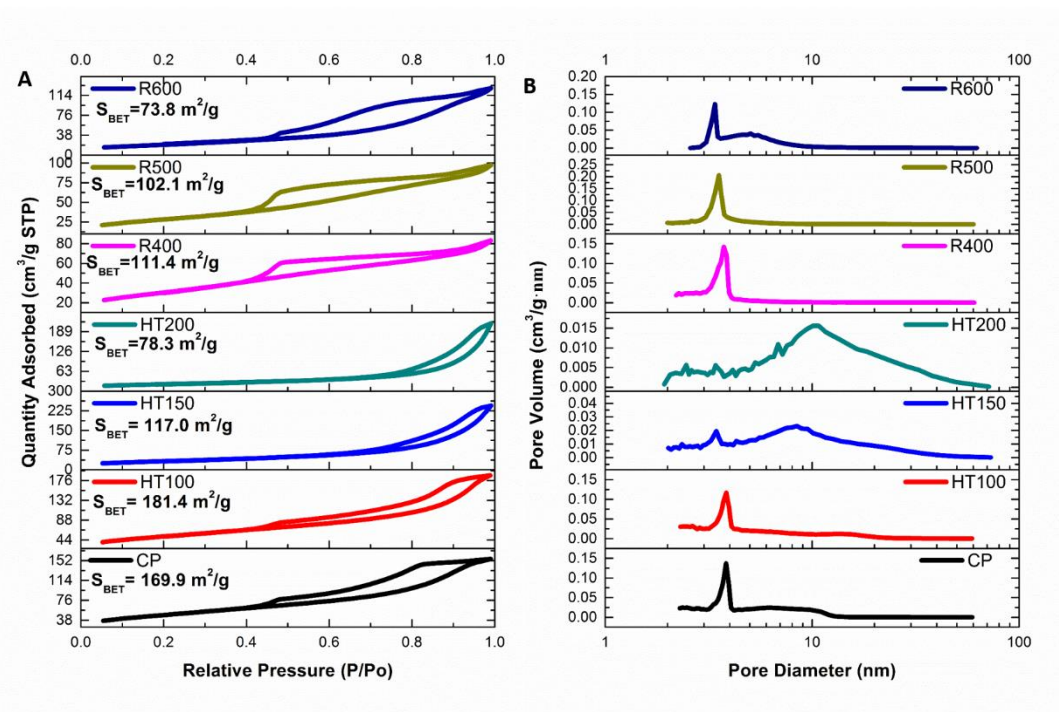 A
0.0 0.2 0.4 0.6 0.8 1.0
Quantity Adsorbed (cm³/g STP)
114
76
38
0
R600
S_BET=73.8 m²/g
100
75
50
25
R500
S_BET=102.1 m²/g
80
60
40
20
R400
S_BET=111.4 m²/g
189
126
63
300
HT200
S_BET=78.3 m²/g
225
150
75
0
HT150
S_BET= 117.0 m²/g
176
132
88
44
HT100
S_BET= 181.4 m²/g
152
114
76
38
CP
S_BET= 169.9 m²/g
0.0 0.2 0.4 0.6 0.8 1.0
Relative Pressure (P/Po)
B
1 10 100
Pore Volume (cm³/g·nm)
0.20
0.15
0.10
0.05
0.00
R600
0.25
0.20
0.15
0.10
0.05
0.00
R500
0.15
0.10
0.05
0.00
R400
0.015
0.010
0.005
0.000
HT200
0.04
0.03
0.02
0.01
0.00
HT150
0.15
0.10
0.05
0.00
HT100
0.15
0.10
0.05
0.00
CP
1 10 100
Pore Diameter (nm)